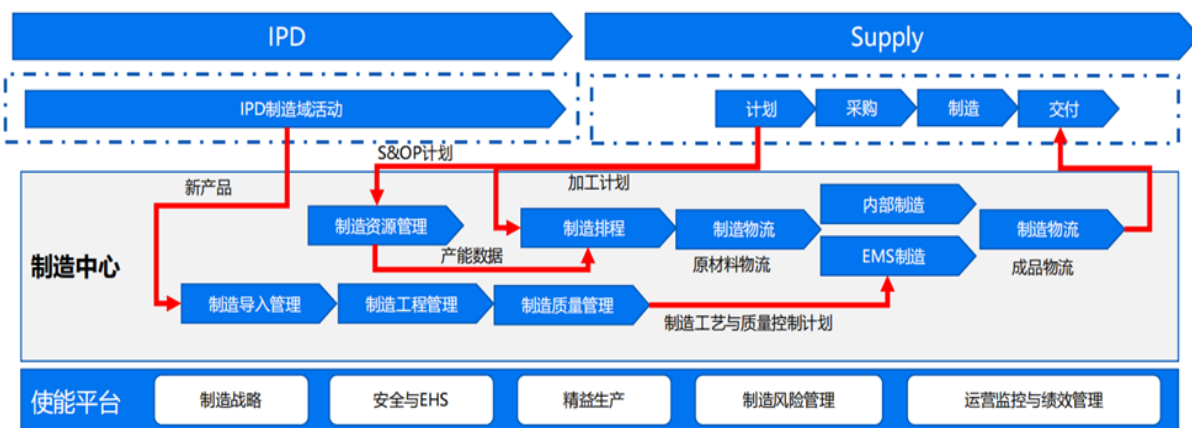 IPD
Supply
IPD制造域活动
计划
采购
制造
交付
S&OP计划
新产品
加工计划
制造资源管理
制造排程
制造物流
内部制造
制造物流
产能数据
原材料物流
EMS制造
成品物流
制造中心
制造导入管理
制造工程管理
制造质量管理
制造工艺与质量控制计划
使能平台
制造战略
安全与EHS
精益生产
制造风险管理
运营监控与绩效管理